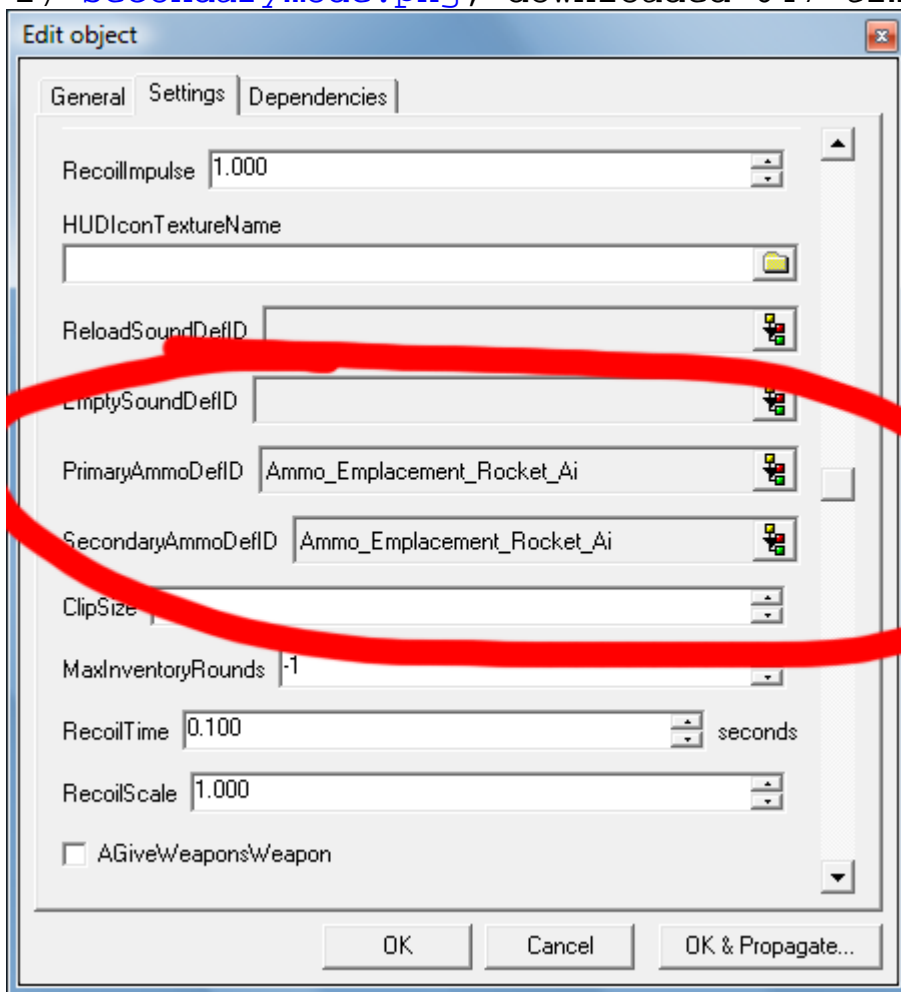 Edit object
General Settings Dependencies
RecoilImpulse 1.000
HUDIconTextureName
ReloadSoundDefID
EmptySoundDefID
PrimaryAmmoDefID Ammo_Emplacement_Rocket_Ai
SecondaryAmmoDefID Ammo_Emplacement_Rocket_Ai
ClipSize
MaxInventoryRounds -1
RecoilTime 0.100 seconds
RecoilScale 1.000
AGiveWeaponsWeapon
OK Cancel OK & Propagate...